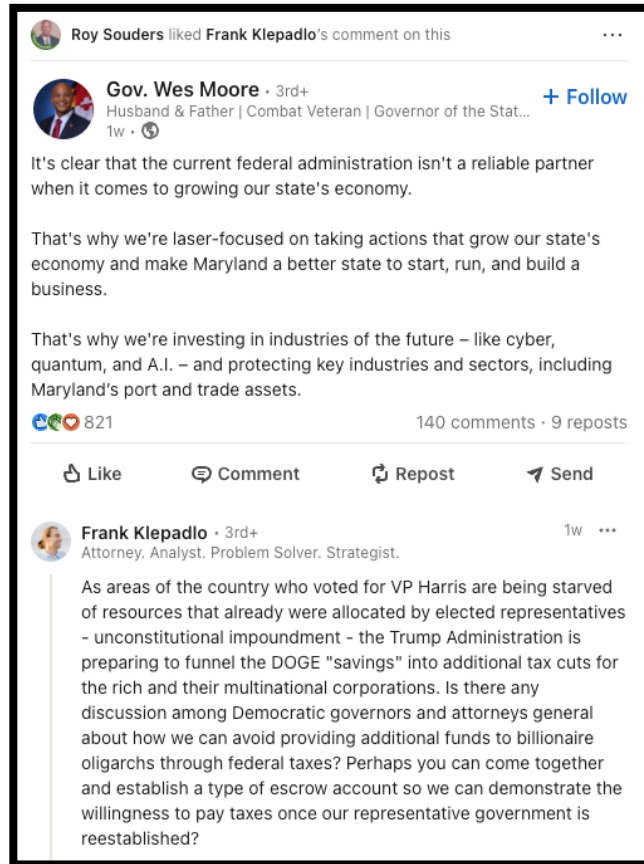 Roy Souders liked Frank Klepadlo's comment on this
Gov. Wes Moore • 3rd+
+ Follow
Husband & Father | Combat Veteran | Governor of the Stat...
1w •
It's clear that the current federal administration isn't a reliable partner
when it comes to growing our state's economy.
That's why we're laser-focused on taking actions that grow our state's
economy and make Maryland a better state to start, run, and build a
business.
That's why we're investing in industries of the future – like cyber,
quantum, and A.I. – and protecting key industries and sectors, including
Maryland's port and trade assets.
821
140 comments · 9 reposts
Like
Comment
Repost
Send
Frank Klepadlo • 3rd+
1w
Attorney. Analyst. Problem Solver. Strategist.
As areas of the country who voted for VP Harris are being starved
of resources that already were allocated by elected representatives
- unconstitutional impoundment - the Trump Administration is
preparing to funnel the DOGE "savings" into additional tax cuts for
the rich and their multinational corporations. Is there any
discussion among Democratic governors and attorneys general
about how we can avoid providing additional funds to billionaire
oligarchs through federal taxes? Perhaps you can come together
and establish a type of escrow account so we can demonstrate the
willingness to pay taxes once our representative government is
reestablished?